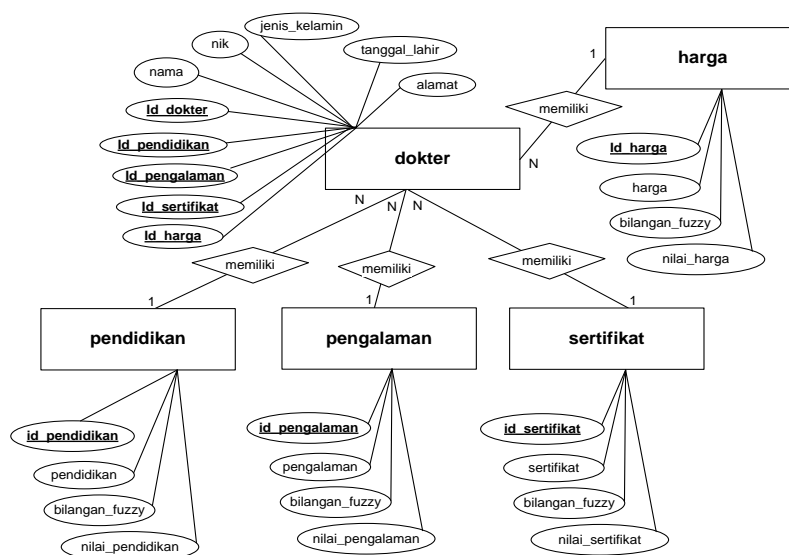 jenis_kelamin
nik
tanggal_lahir
nama
alamat
Id_dokter
Id_pendidikan
Id_pengalaman
Id_sertifikat
Id_harga
dokter
N
memiliki
1
harga
Id_harga
harga
bilangan_fuzzy
nilai_harga
N
N
N
memiliki
memiliki
memiliki
1
1
1
pendidikan
pengalaman
sertifikat
id_pendidikan
pendidikan
bilangan_fuzzy
nilai_pendidikan
id_pengalaman
pengalaman
bilangan_fuzzy
nilai_pengalaman
id_sertifikat
sertifikat
bilangan_fuzzy
nilai_sertifikat